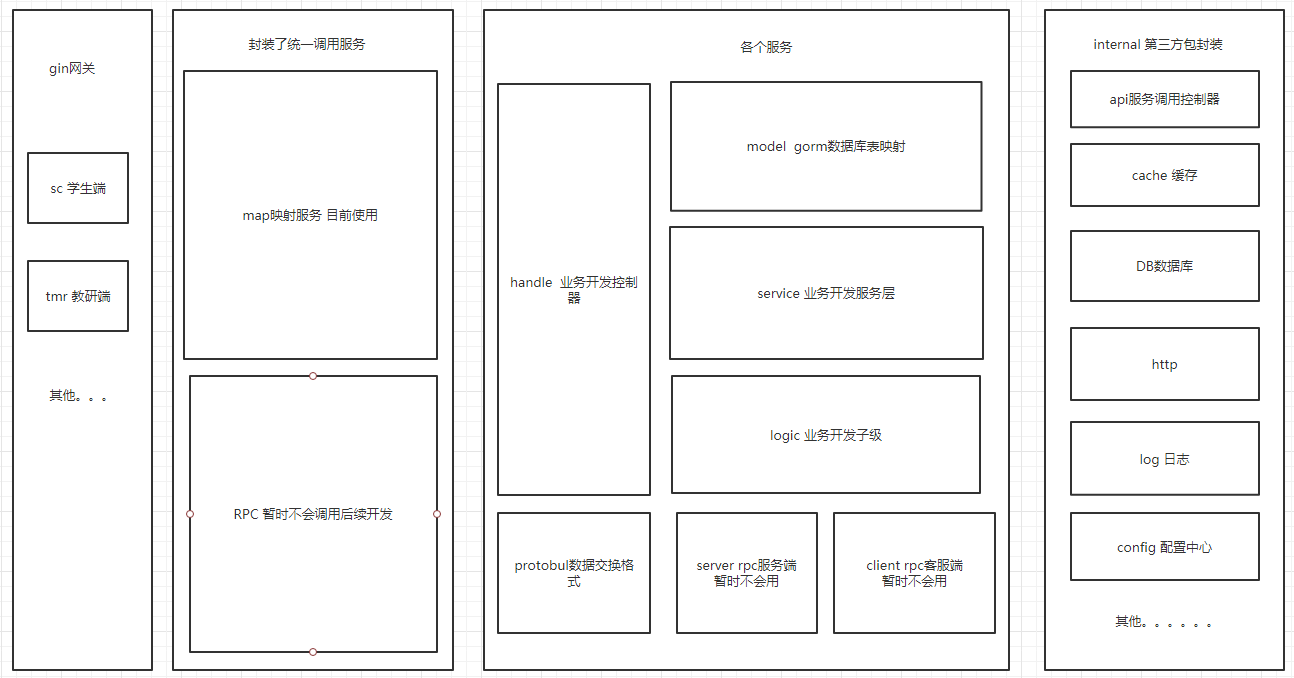 gin网关
sc 学生端
tmr 教研端
其他。。。
封装了统一调用服务
map映射服务 目前使用
RPC 暂时不会调用后续开发
各个服务
handle 业务开发控制
器
model gorm数据库表映射
service 业务开发服务层
logic 业务开发子级
protobul数据交换格
式
server rpc服务端
暂时不会用
client rpc客服端
暂时不会用
internal 第三方包封装
api服务调用控制器
cache 缓存
DB数据库
http
log 日志
config 配置中心
其他。。。。。。